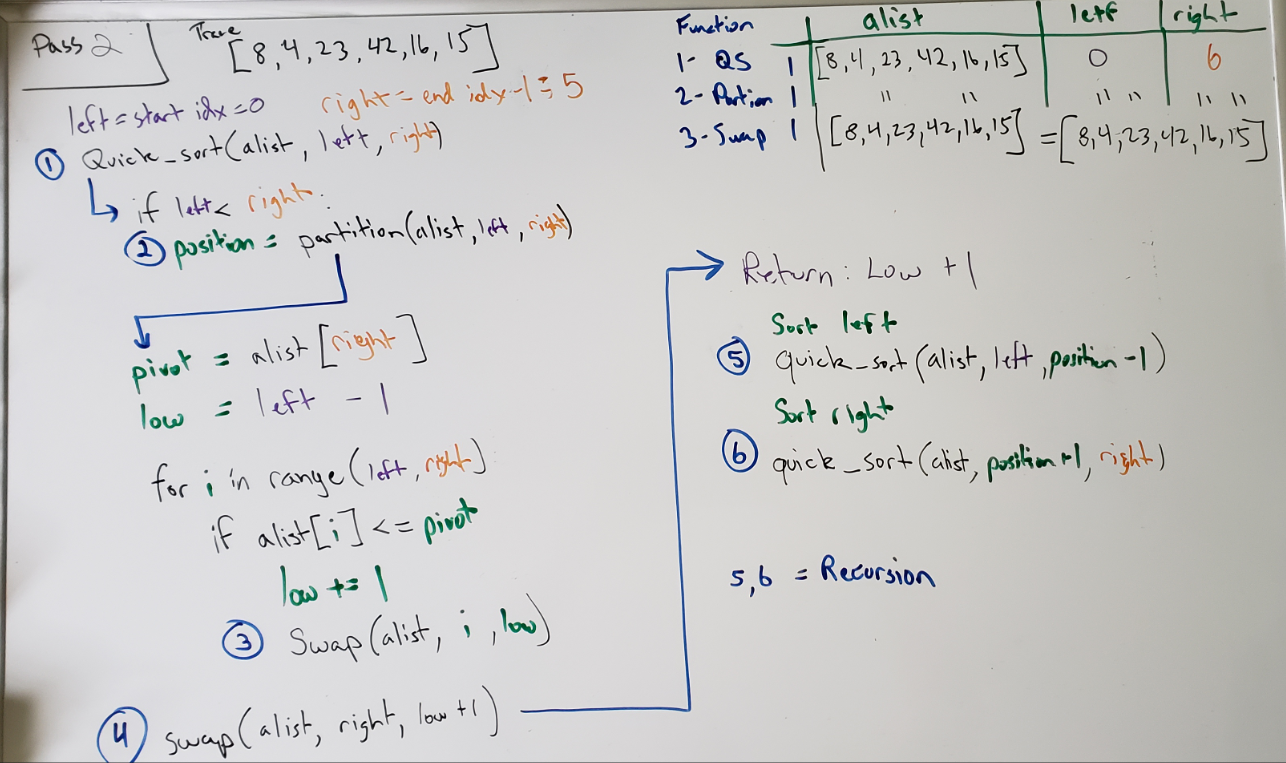 Pass 2
Trace
[8,4,23,42,16,15]
left = start idx = 0 right = end idx -1 = 5
① Quick_sort(alist, left, right)
if left < right:
② position = partition(alist, left, right)
pivot = alist[right]
low = left - 1
for i in range(left, right)
if alist[i] <= pivot
low += 1
③ Swap(alist, i, low)
④ swap(alist, right, low +1)
Function alist letf right
1- QS 1 [8,4,23,42,16,15] 0 6
2- Partion 1 " " " " " "
3- Swap 1 [8,4,23,42,16,15] = [8,4,23,42,16,15]
Return: Low +1
Sort left
⑤ quick_sort(alist, left, position -1)
Sort right
⑥ quick_sort(alist, position +1, right)
5,6 = Recursion